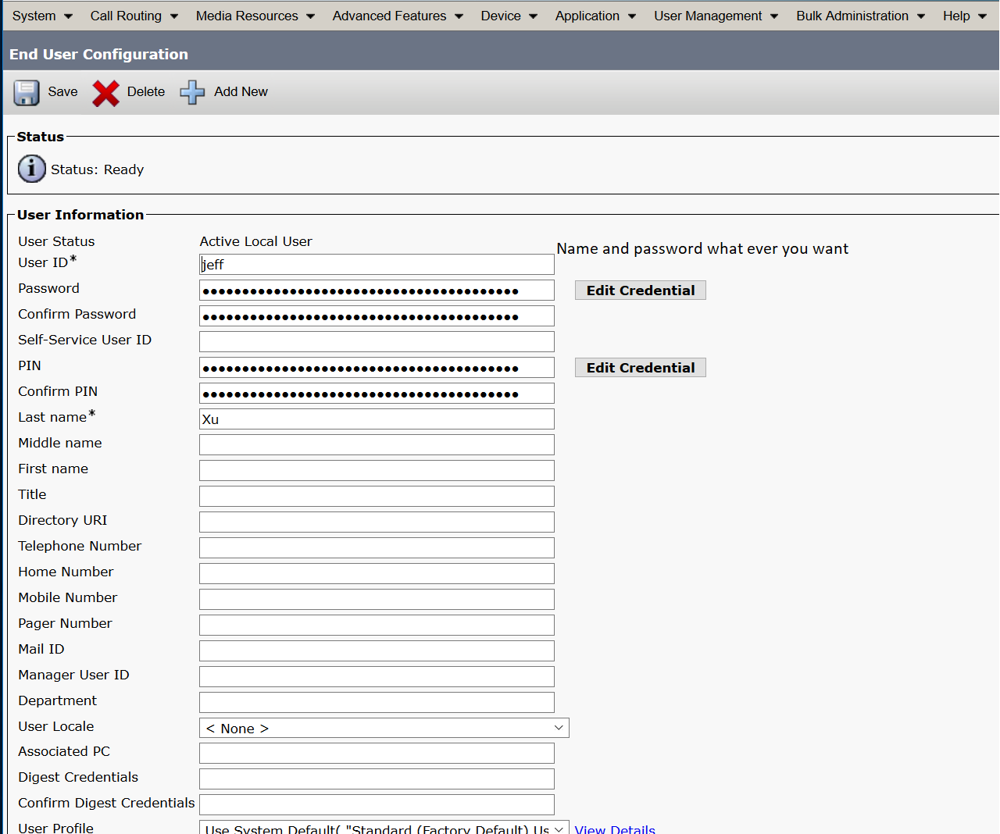 System Call Routing Media Resources Advanced Features Device Application User Management Bulk Administration Help
End User Configuration
Save Delete Add New
Status
Status: Ready
User Information
User Status Active Local User
Name and password what ever you want
User ID* jeff
Password ●●●●●●●●●●●●●●●●●●●●●●●●●●●●●●●●●●●●●●●● Edit Credential
Confirm Password ●●●●●●●●●●●●●●●●●●●●●●●●●●●●●●●●●●●●●●●●
Self-Service User ID
PIN ●●●●●●●●●●●●●●●●●●●●●●●●●●●●●●●●●●●●●●●● Edit Credential
Confirm PIN ●●●●●●●●●●●●●●●●●●●●●●●●●●●●●●●●●●●●●●●●
Last name* Xu
Middle name
First name
Title
Directory URI
Telephone Number
Home Number
Mobile Number
Pager Number
Mail ID
Manager User ID
Department
User Locale < None >
Associated PC
Digest Credentials
Confirm Digest Credentials
User Profile Use System Default( "Standard (Factory Default) Us View Details